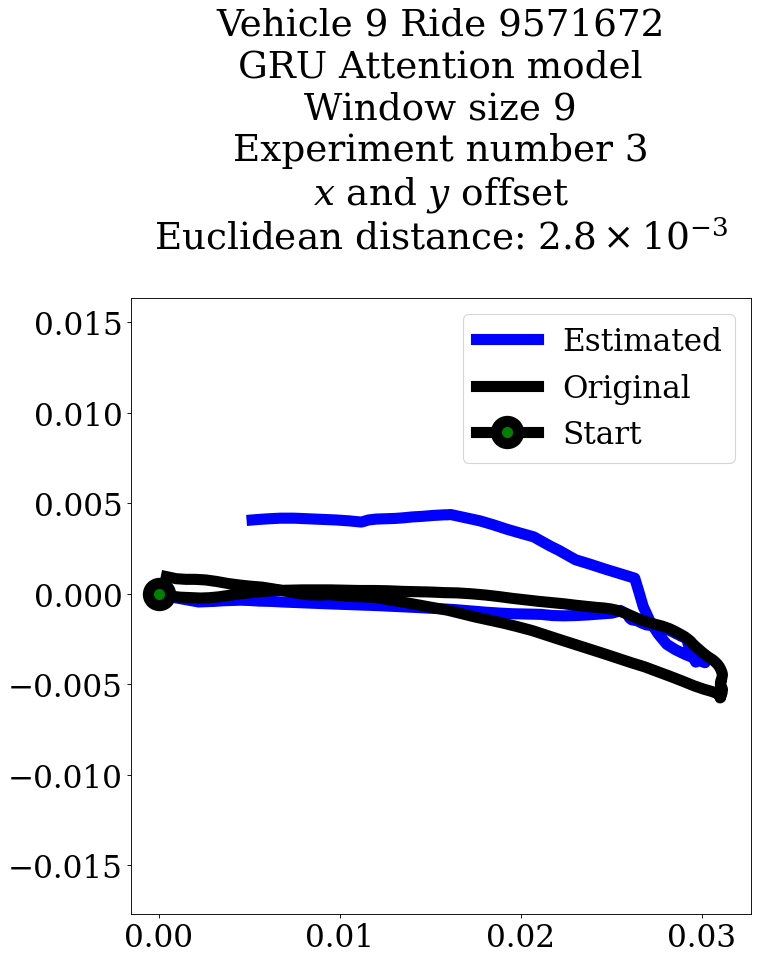 Vehicle 9 Ride 9571672
GRU Attention model
Window size 9
Experiment number 3
x and y offset
Euclidean distance: 2.8 × 10⁻³
Estimated
Original
Start
0.015
0.010
0.005
0.000
−0.005
−0.010
−0.015
0.00 0.01 0.02 0.03